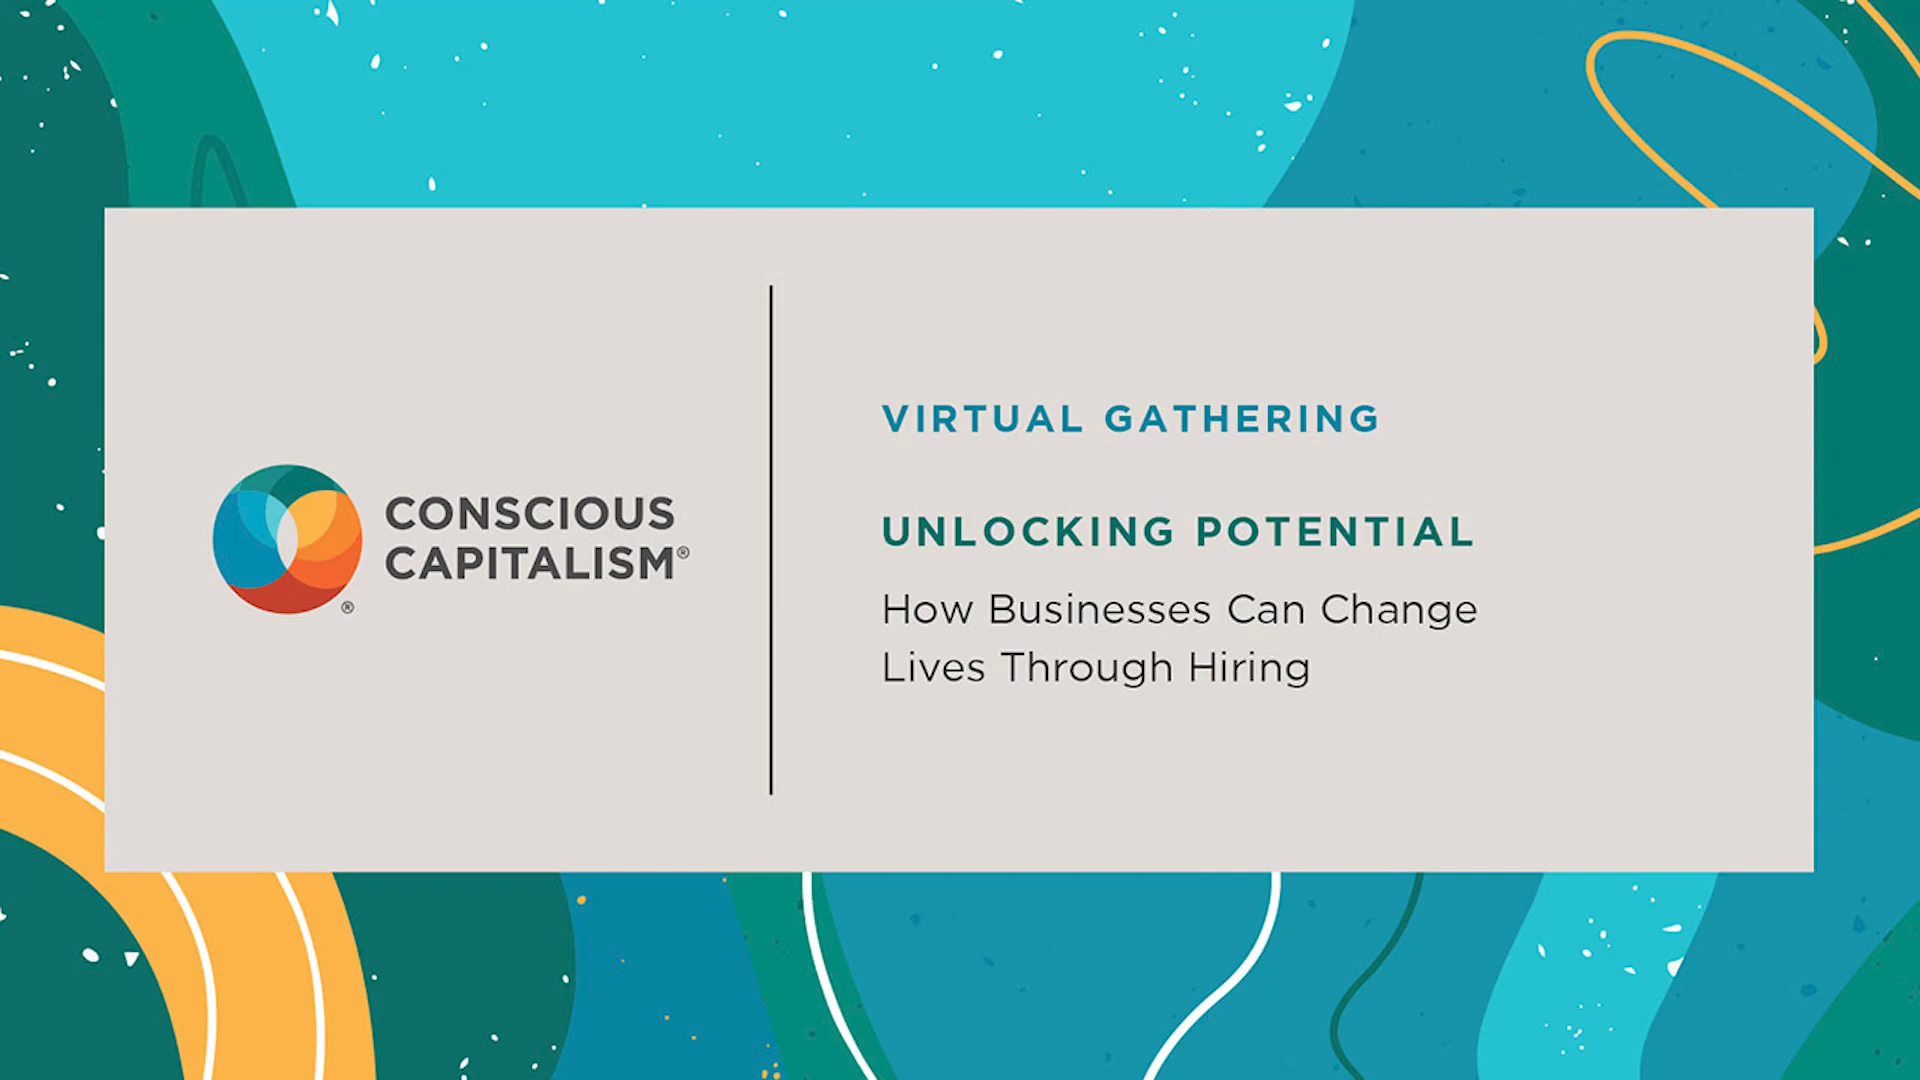 CONSCIOUS
CAPITALISM®
®
VIRTUAL GATHERING
UNLOCKING POTENTIAL
How Businesses Can Change
Lives Through Hiring